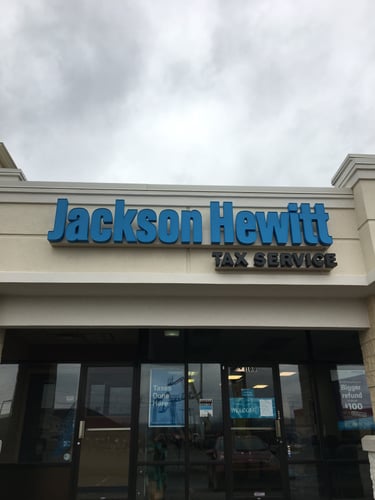 Jackson Hewitt
TAX SERVICE
Taxes
Done
Here
Bigger
refund
$100